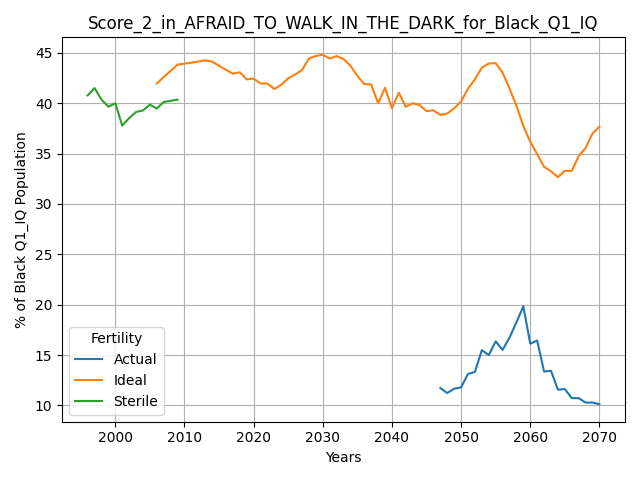 Score_2_in_AFRAID_TO_WALK_IN_THE_DARK_for_Black_Q1_IQ
% of Black Q1_IQ Population
45
40
35
30
25
20
15
10
Fertility
Actual
Ideal
Sterile
2000 2010 2020 2030 2040 2050 2060 2070
Years